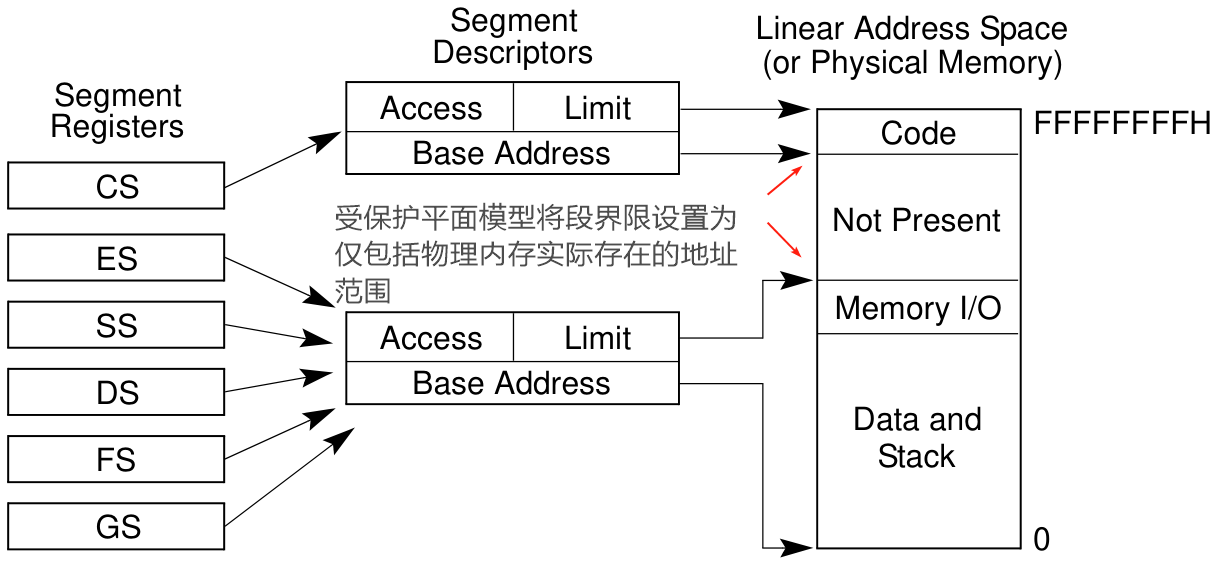 Segment
Descriptors
Linear Address Space
(or Physical Memory)
Segment
Registers
Access
Limit
Base Address
Code
FFFFFFFFH
CS
受保护平面模型将段界限设置为
仅包括物理内存实际存在的地址
范围
Not Present
ES
SS
Access
Limit
Base Address
Memory I/O
DS
FS
GS
Data and
Stack
0